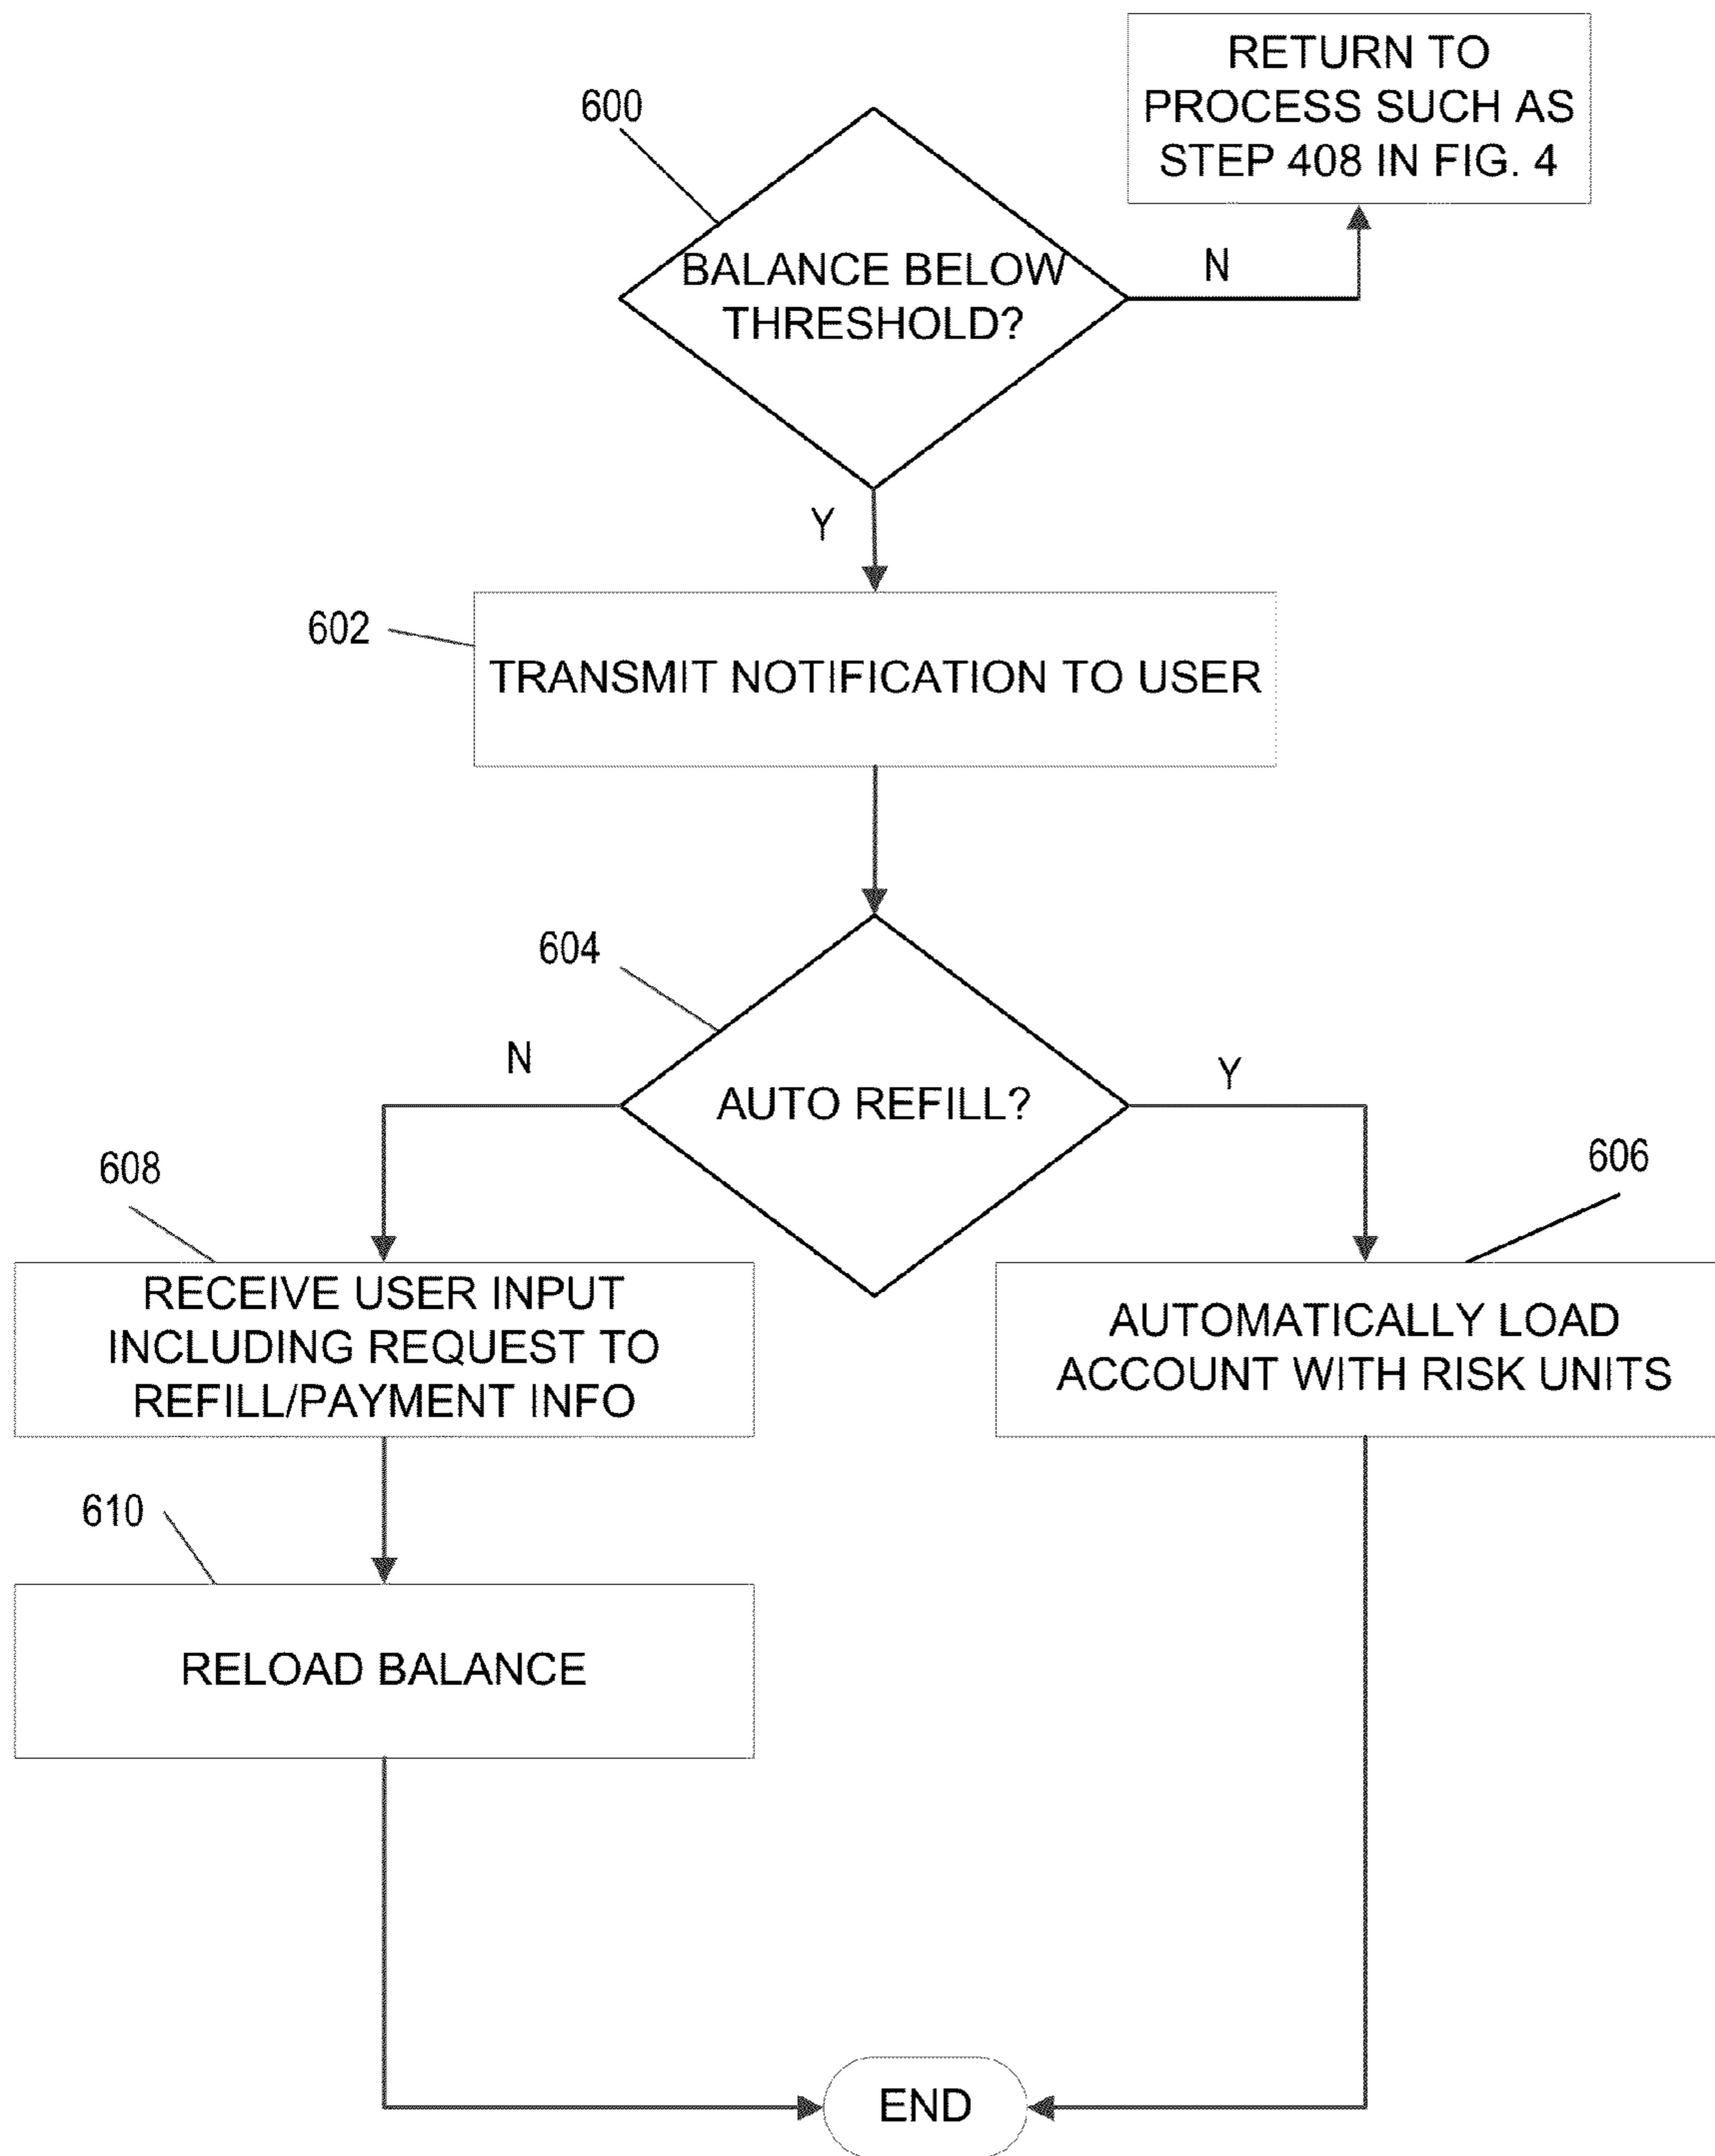 RETURN TO
PROCESS SUCH AS
STEP 408 IN FIG. 4
600
BALANCE BELOW
THRESHOLD?
N
Y
602
TRANSMIT NOTIFICATION TO USER
604
AUTO REFILL?
N
Y
608
RECEIVE USER INPUT
INCLUDING REQUEST TO
REFILL/PAYMENT INFO
606
AUTOMATICALLY LOAD
ACCOUNT WITH RISK UNITS
610
RELOAD BALANCE
END